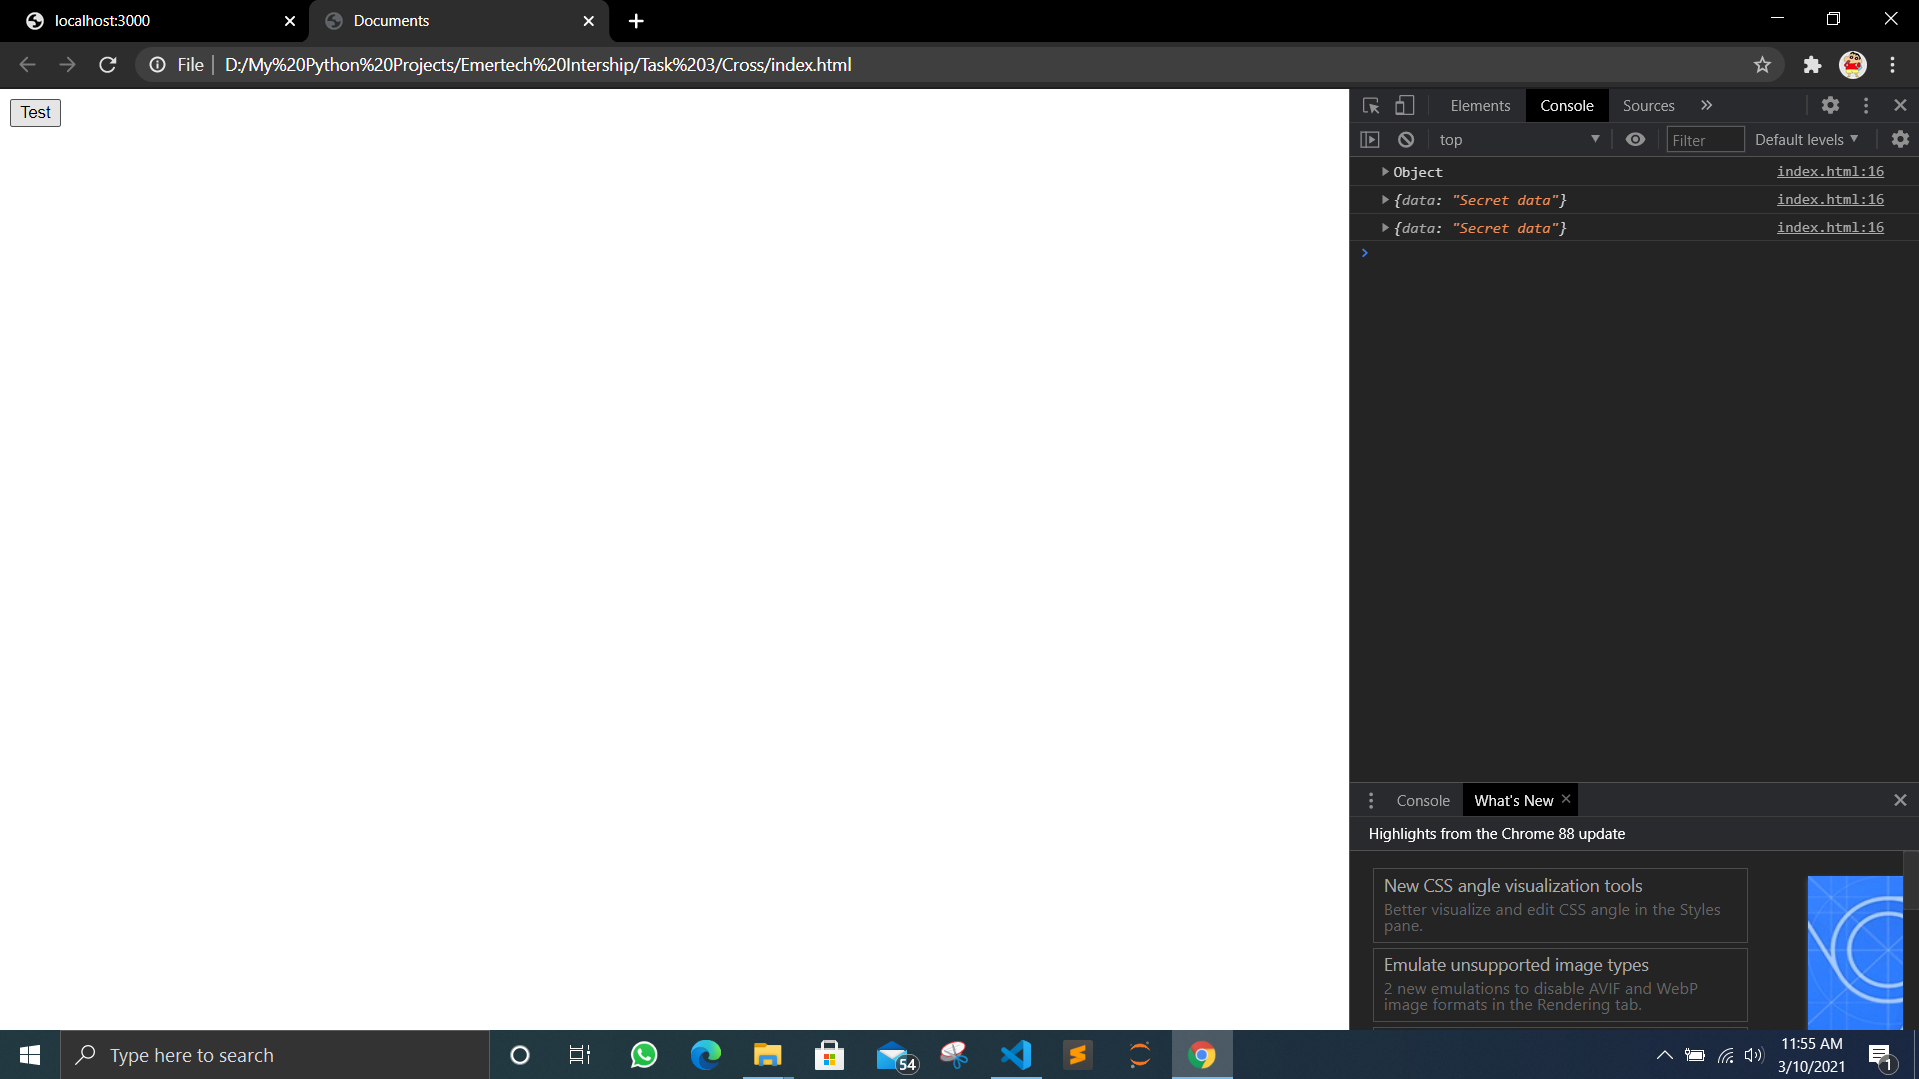 localhost:3000
Documents
File
D:/My%20Python%20Projects/Emertech%20Intership/Task%203/Cross/index.html
Test
Elements
Console
Sources
top
Filter
Default levels
Object
index.html:16
{data: "Secret data"}
index.html:16
{data: "Secret data"}
index.html:16
Console
What's New
Highlights from the Chrome 88 update
New CSS angle visualization tools
Better visualize and edit CSS angle in the Styles
pane.
Emulate unsupported image types
2 new emulations to disable AVIF and WebP
image formats in the Rendering tab.
Type here to search
54
11:55 AM
3/10/2021
1